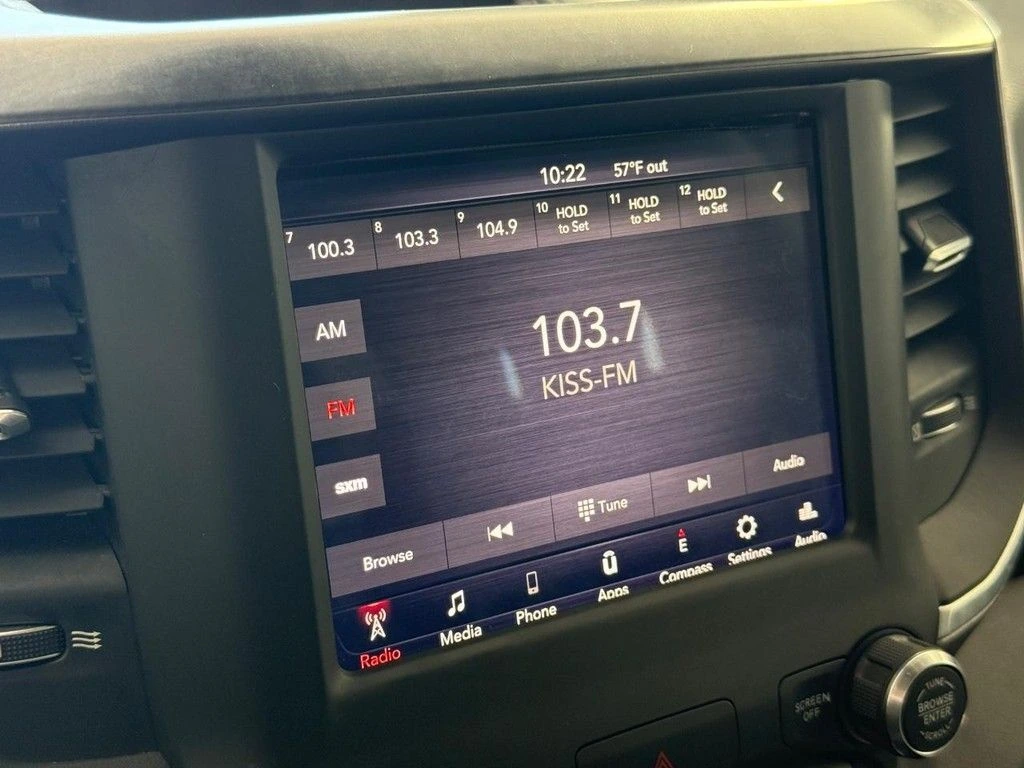 10:22 57°F out
7 100.3 8 103.3 9 104.9 10 HOLD to Set 11 HOLD to Set 12 HOLD to Set
AM
103.7
KISS-FM
FM
sxm
Browse Tune Audio
Radio Media Phone Apps E Compass Settings Audio
SCREEN OFF
TUNE
BROWSE
ENTER
SCROLL